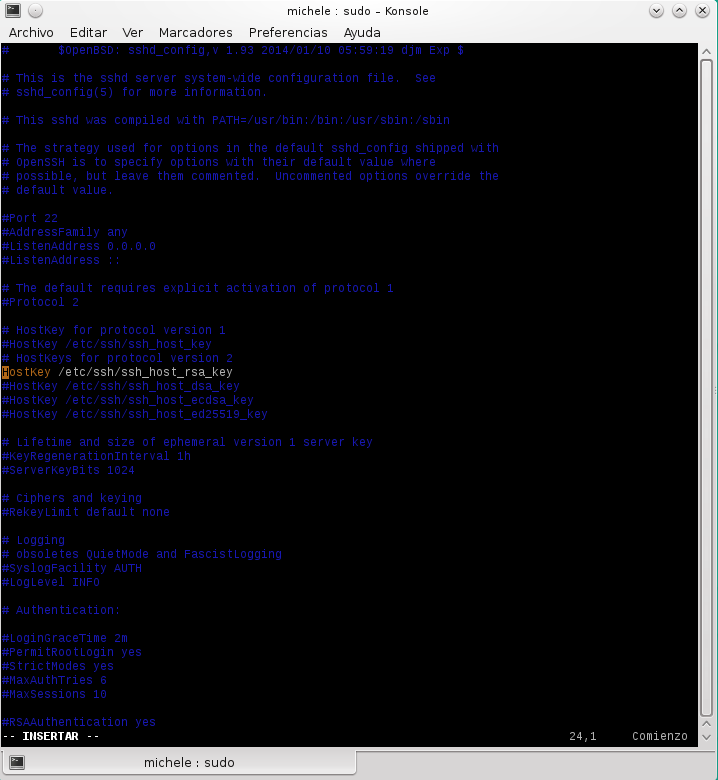 michele : sudo – Konsole
Archivo Editar Ver Marcadores Preferencias Ayuda
#       $OpenBSD: sshd_config,v 1.93 2014/01/10 05:59:19 djm Exp $
# This is the sshd server system-wide configuration file.  See
# sshd_config(5) for more information.
# This sshd was compiled with PATH=/usr/bin:/bin:/usr/sbin:/sbin
# The strategy used for options in the default sshd_config shipped with
# OpenSSH is to specify options with their default value where
# possible, but leave them commented.  Uncommented options override the
# default value.
#Port 22
#AddressFamily any
#ListenAddress 0.0.0.0
#ListenAddress ::
# The default requires explicit activation of protocol 1
#Protocol 2
# HostKey for protocol version 1
#HostKey /etc/ssh/ssh_host_key
# HostKeys for protocol version 2
HostKey /etc/ssh/ssh_host_rsa_key
#HostKey /etc/ssh/ssh_host_dsa_key
#HostKey /etc/ssh/ssh_host_ecdsa_key
#HostKey /etc/ssh/ssh_host_ed25519_key
# Lifetime and size of ephemeral version 1 server key
#KeyRegenerationInterval 1h
#ServerKeyBits 1024
# Ciphers and keying
#RekeyLimit default none
# Logging
# obsoletes QuietMode and FascistLogging
#SyslogFacility AUTH
#LogLevel INFO
# Authentication:
#LoginGraceTime 2m
#PermitRootLogin yes
#StrictModes yes
#MaxAuthTries 6
#MaxSessions 10
#RSAAuthentication yes
-- INSERTAR -- 24,1 Comienzo
michele : sudo